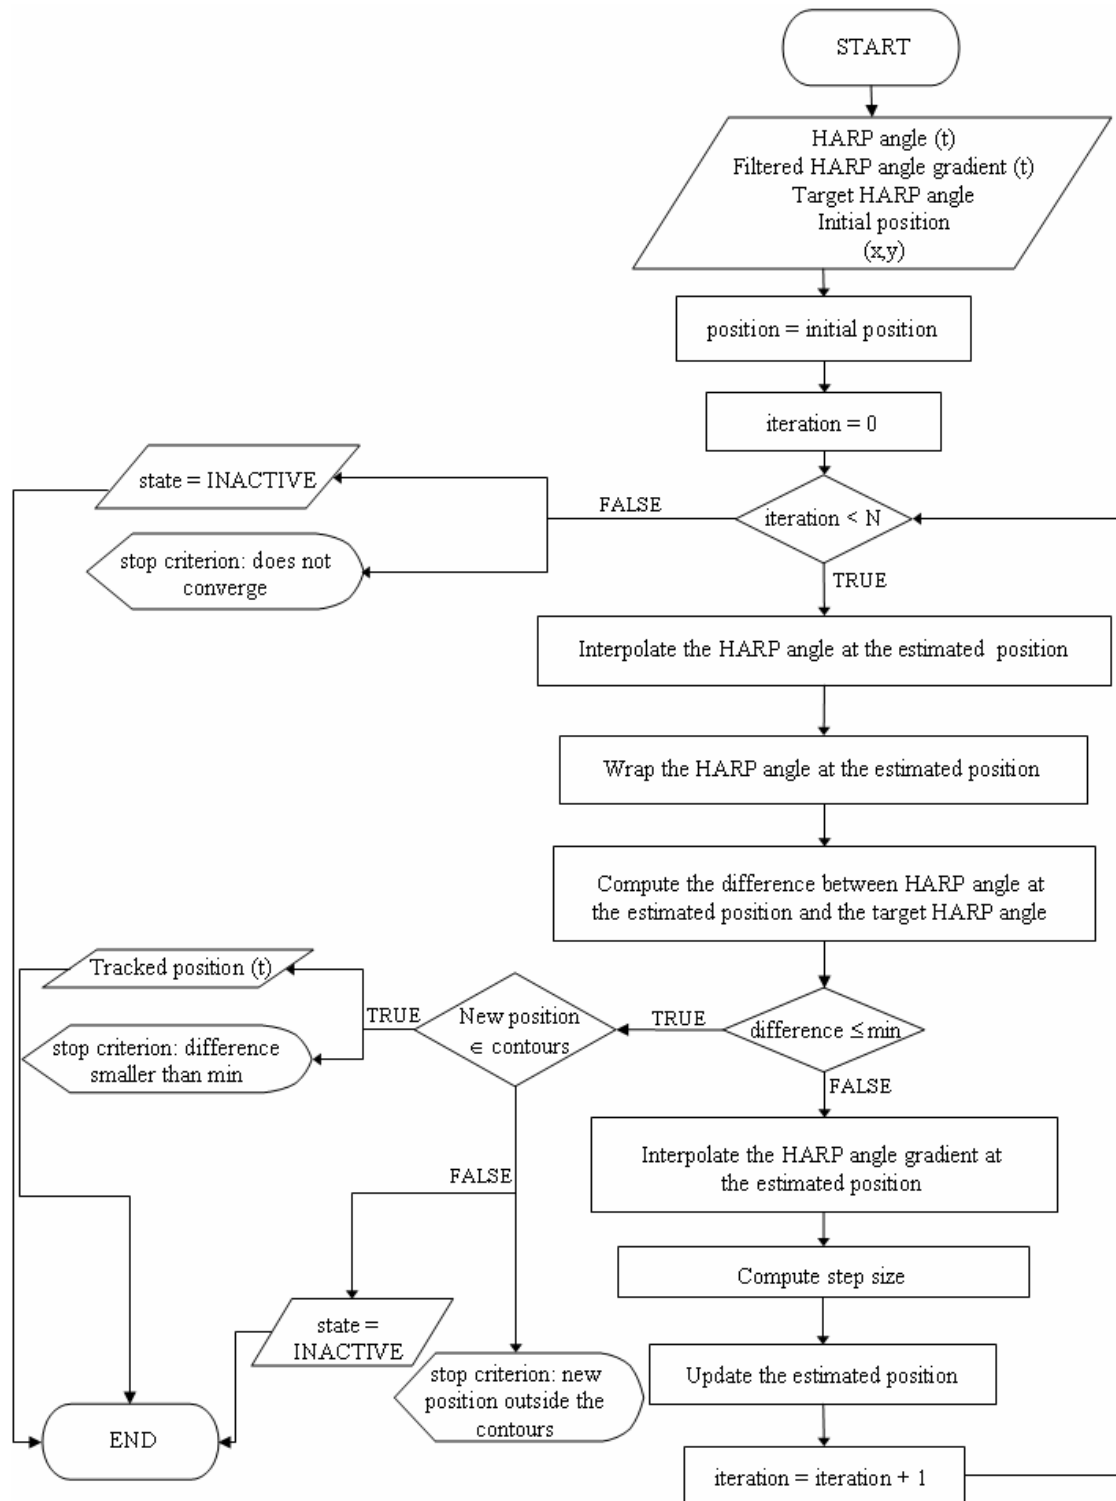 START
HARP angle (t)
Filtered HARP angle gradient (t)
Target HARP angle
Initial position
(x,y)
position = initial position
iteration = 0
state = INACTIVE
FALSE
iteration < N
stop criterion: does not
converge
TRUE
Interpolate the HARP angle at the estimated position
Wrap the HARP angle at the estimated position
Compute the difference between HARP angle at
the estimated position and the target HARP angle
Tracked position (t)
TRUE
New position
∈ contours
TRUE
difference ≤ min
stop criterion: difference
smaller than min
FALSE
Interpolate the HARP angle gradient at
the estimated position
FALSE
Compute step size
state =
INACTIVE
Update the estimated position
stop criterion: new
position outside the
contours
END
iteration = iteration + 1